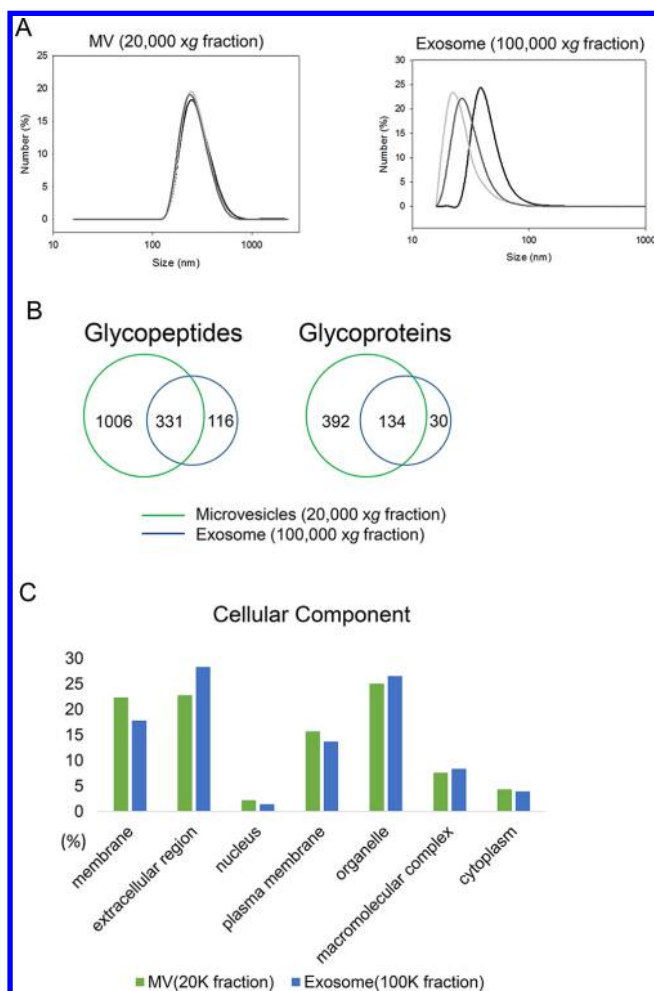 A
MV (20,000 xg fraction)
Number (%)
25
20
15
10
5
0
10
100
1000
Size (nm)
Exosome (100,000 xg fraction)
Number (%)
30
25
20
15
10
5
0
10
100
1000
Size (nm)
B
Glycopeptides
1006
331
116
Glycoproteins
392
134
30
Microvesicles (20,000 xg fraction)
Exosome (100,000 xg fraction)
C
Cellular Component
30
25
20
15
10
5
0
(%)
membrane
extracellular region
nucleus
plasma membrane
organelle
macromolecular complex
cytoplasm
MV(20K fraction)
Exosome(100K fraction)